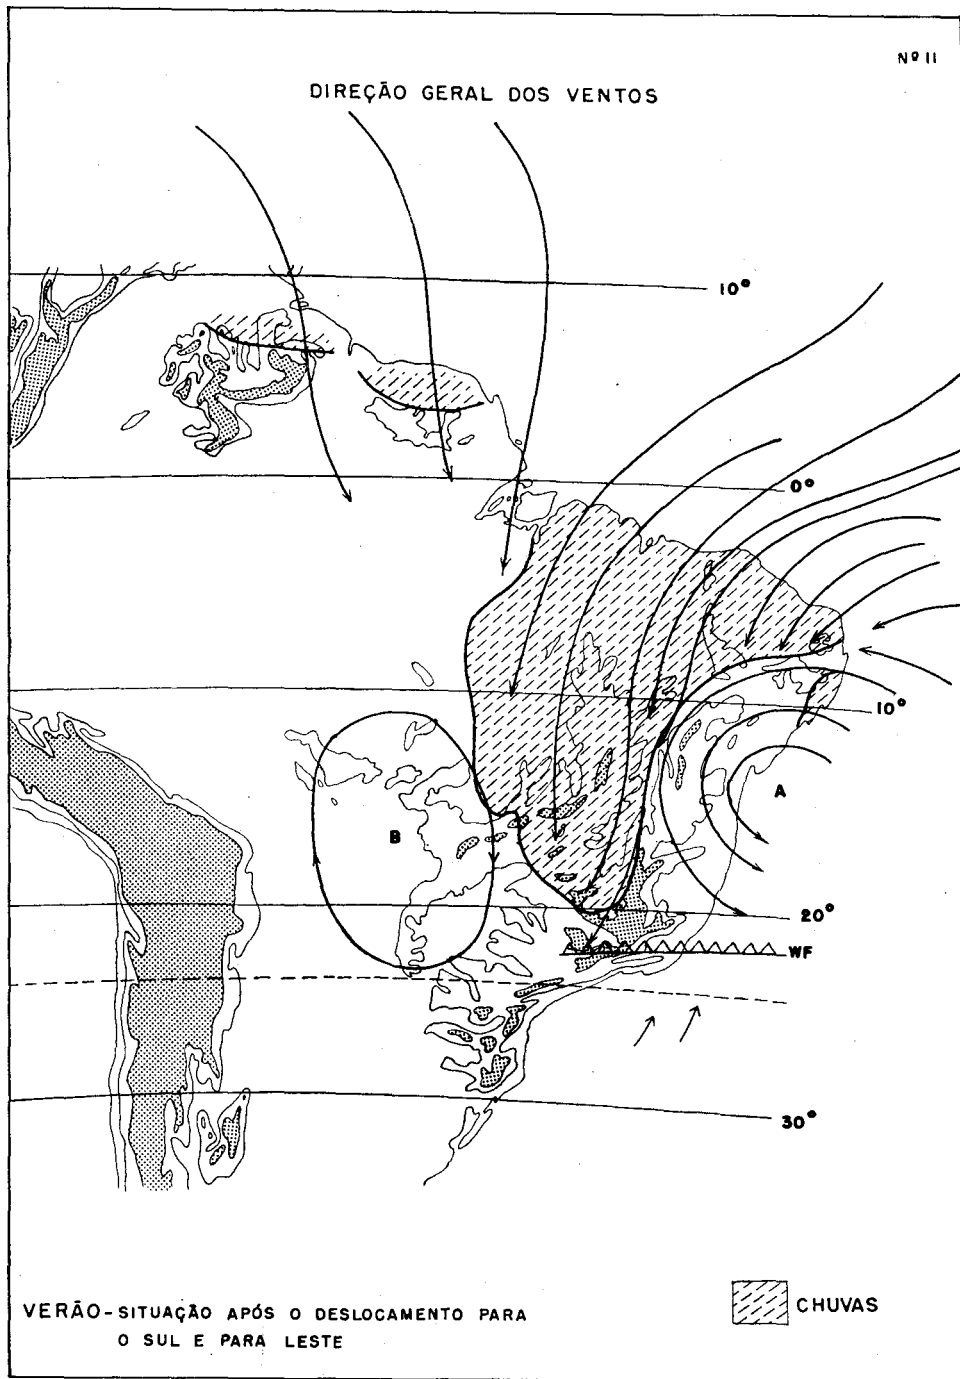 Nº 11
DIREÇÃO GERAL DOS VENTOS
10°
0°
10°
A
B
20°
WF
30°
VERÃO - SITUAÇÃO APÓS O DESLOCAMENTO PARA
O SUL E PARA LESTE
CHUVAS